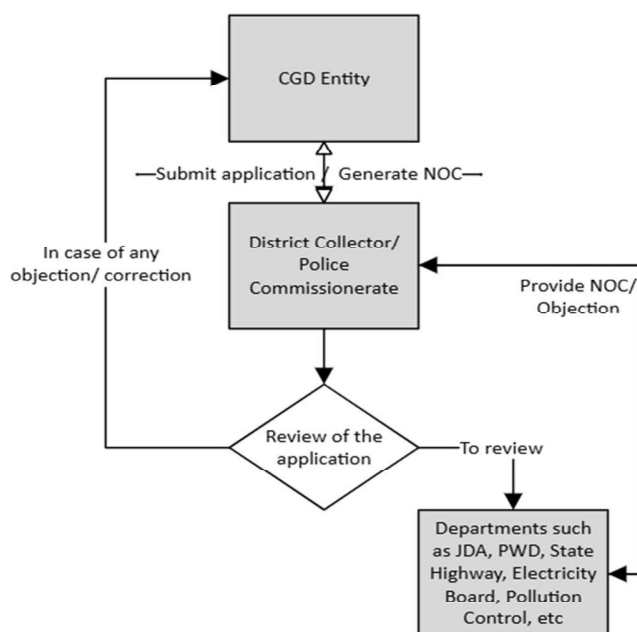 CGD Entity
Submit application / Generate NOC
In case of any
objection/ correction
District Collector/
Police
Commissionerate
Provide NOC/
Objection
Review of the
application
To review
Departments such
as JDA, PWD, State
Highway, Electricity
Board, Pollution
Control, etc